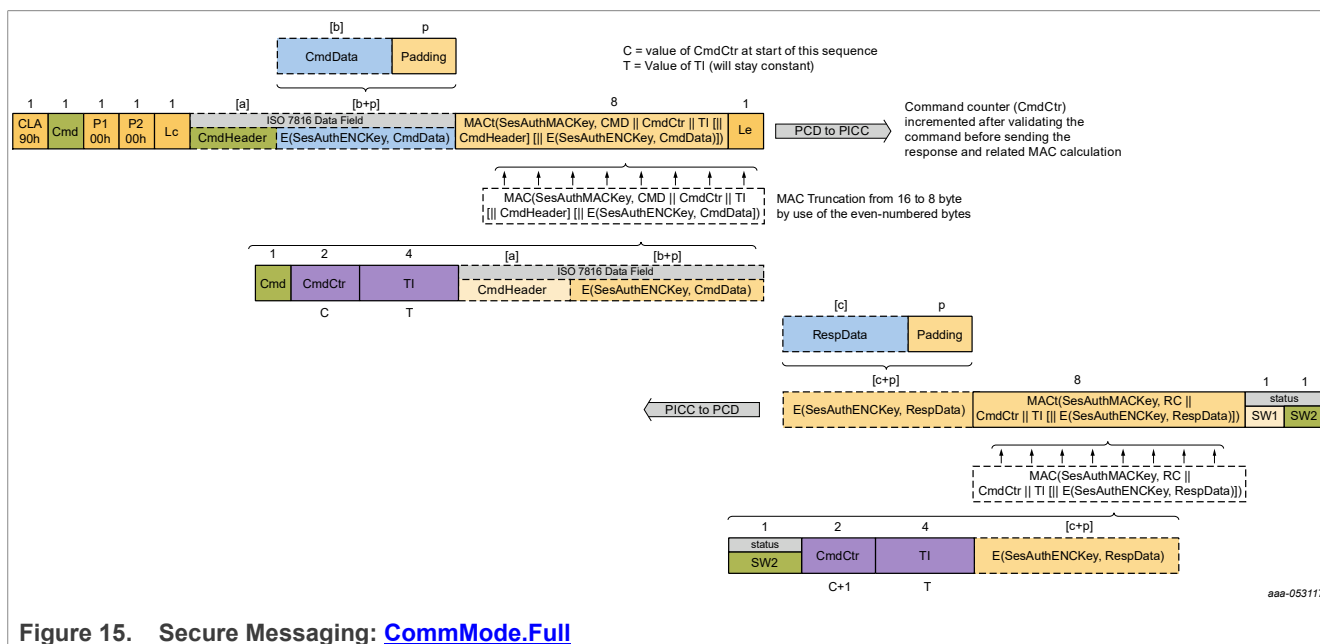 [b]
p
CmdData
Padding
C = value of CmdCtr at start of this sequence
T = Value of TI (will stay constant)
1
1
1
1
1
[a]
[b+p]
8
1
CLA
90h
Cmd
P1
00h
P2
00h
Lc
ISO 7816 Data Field
CmdHeader
E(SesAuthENCKey, CmdData)
MACt(SesAuthMACKey, CMD || CmdCtr || TI [||
CmdHeader] [|| E(SesAuthENCKey, CmdData)])
Le
PCD to PICC
Command counter (CmdCtr)
incremented after validating the
command before sending the
response and related MAC calculation
MAC(SesAuthMACKey, CMD || CmdCtr || TI
[|| CmdHeader] [|| E(SesAuthENCKey, CmdData])
MAC Truncation from 16 to 8 byte
by use of the even-numbered bytes
1
2
4
[a]
[b+p]
Cmd
CmdCtr
TI
ISO 7816 Data Field
CmdHeader
E(SesAuthENCKey, CmdData)
C
T
[c]
p
RespData
Padding
[c+p]
8
1
1
PICC to PCD
E(SesAuthENCKey, RespData)
MACt(SesAuthMACKey, RC ||
CmdCtr || TI [|| E(SesAuthENCKey, RespData)])
status
SW1
SW2
MAC(SesAuthMACKey, RC ||
CmdCtr || TI [|| E(SesAuthENCKey, RespData)])
1
2
4
[c+p]
status
SW2
CmdCtr
TI
E(SesAuthENCKey, RespData)
C+1
T
aaa-053117
Figure 15. Secure Messaging: CommMode.Full